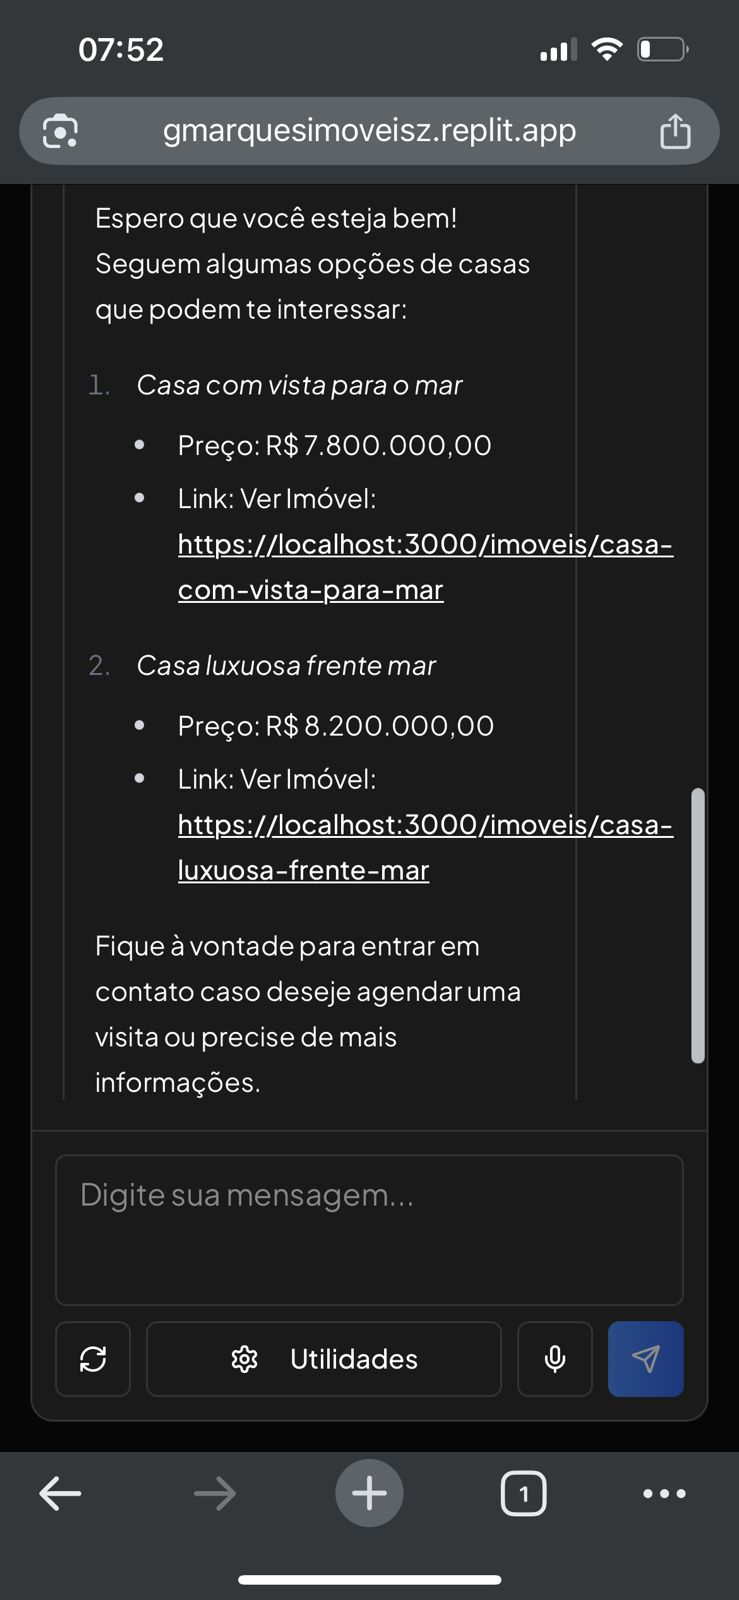 07:52
gmarquesimoveisz.replit.app
Espero que você esteja bem!
Seguem algumas opções de casas
que podem te interessar:
1. Casa com vista para o mar
• Preço: R$ 7.800.000,00
• Link: Ver Imóvel:
https://localhost:3000/imoveis/casa-
com-vista-para-mar
2. Casa luxuosa frente mar
• Preço: R$ 8.200.000,00
• Link: Ver Imóvel:
https://localhost:3000/imoveis/casa-
luxuosa-frente-mar
Fique à vontade para entrar em
contato caso deseje agendar uma
visita ou precise de mais
informações.
Digite sua mensagem...
Utilidades
1